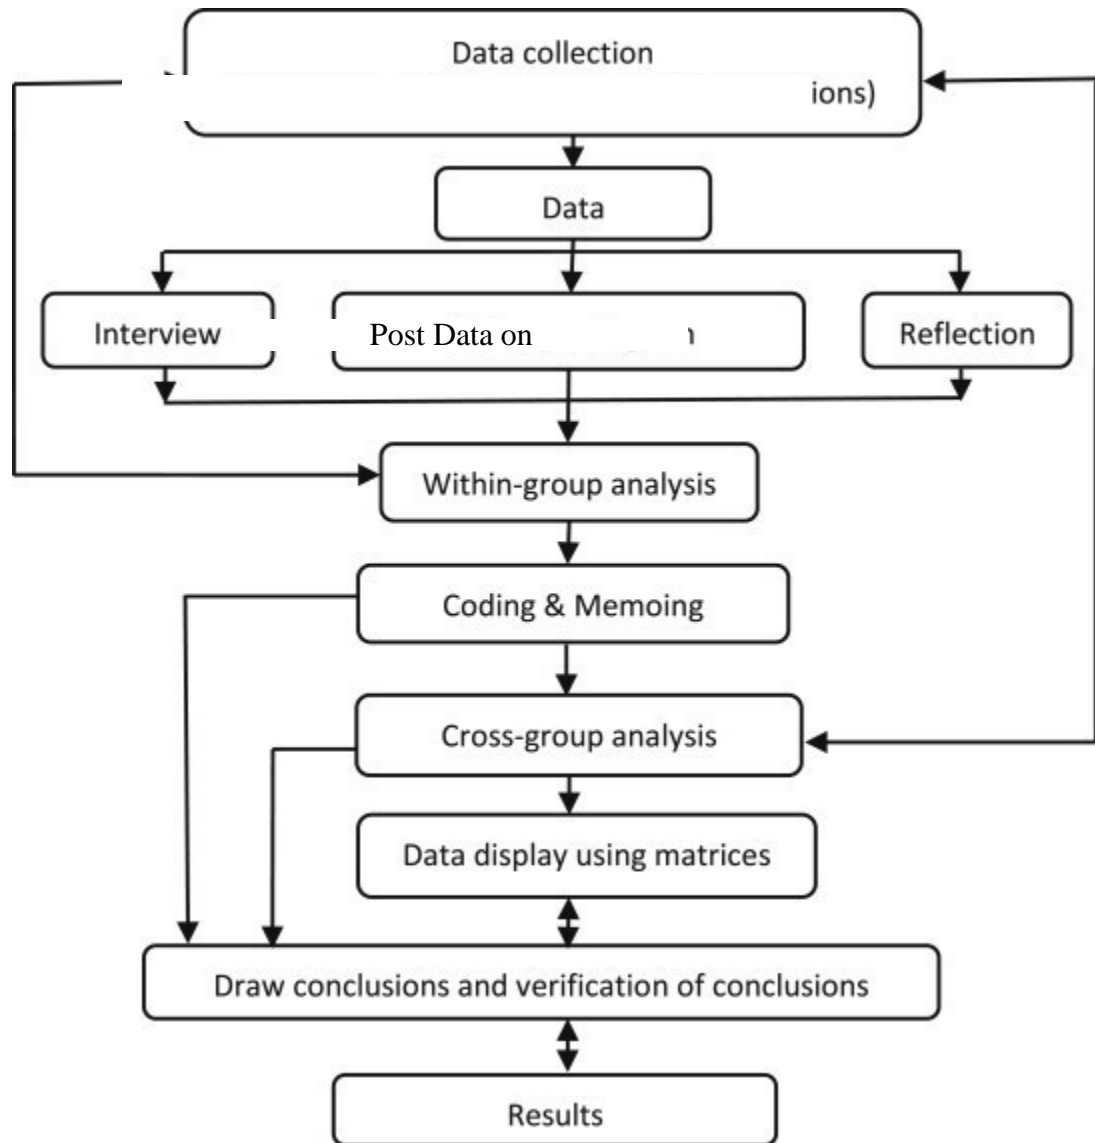 Data collection
ions)
Data
Interview
Post Data on
Reflection
Within-group analysis
Coding & Memoing
Cross-group analysis
Data display using matrices
Draw conclusions and verification of conclusions
Results